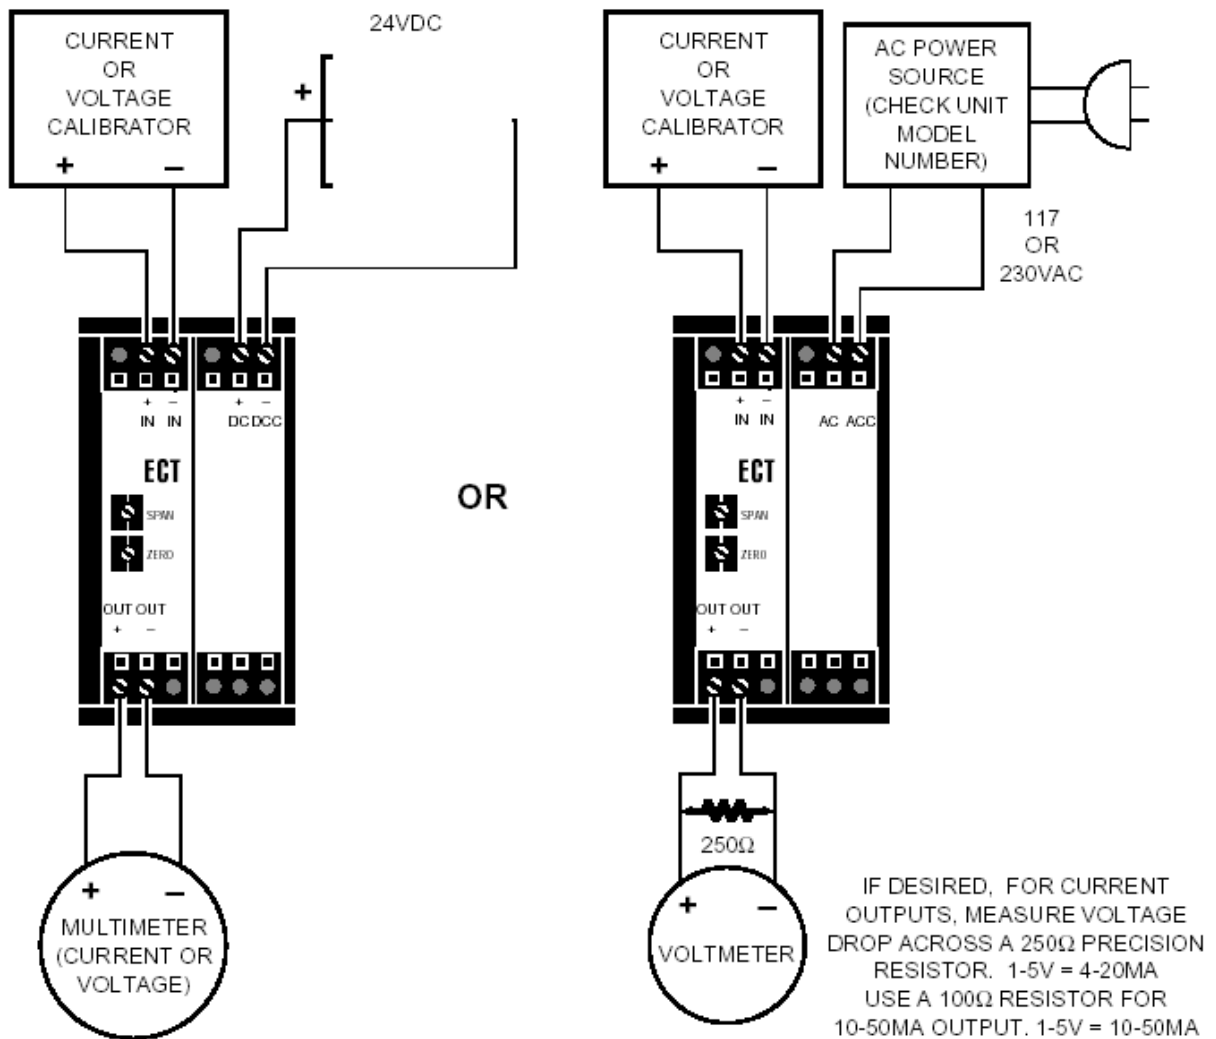 CURRENT
OR
VOLTAGE
CALIBRATOR
+ −
24VDC
+
+ −
IN IN
+ −
DC DCC
ECT
SPAN
ZERO
OUT OUT
+ −
+ −
MULTIMETER
(CURRENT OR
VOLTAGE)
OR
CURRENT
OR
VOLTAGE
CALIBRATOR
+ −
AC POWER
SOURCE
(CHECK UNIT
MODEL
NUMBER)
117
OR
230VAC
+ −
IN IN
AC ACC
ECT
SPAN
ZERO
OUT OUT
+ −
250Ω
+ −
VOLTMETER
IF DESIRED, FOR CURRENT
OUTPUTS, MEASURE VOLTAGE
DROP ACROSS A 250Ω PRECISION
RESISTOR. 1-5V = 4-20MA
USE A 100Ω RESISTOR FOR
10-50MA OUTPUT. 1-5V = 10-50MA